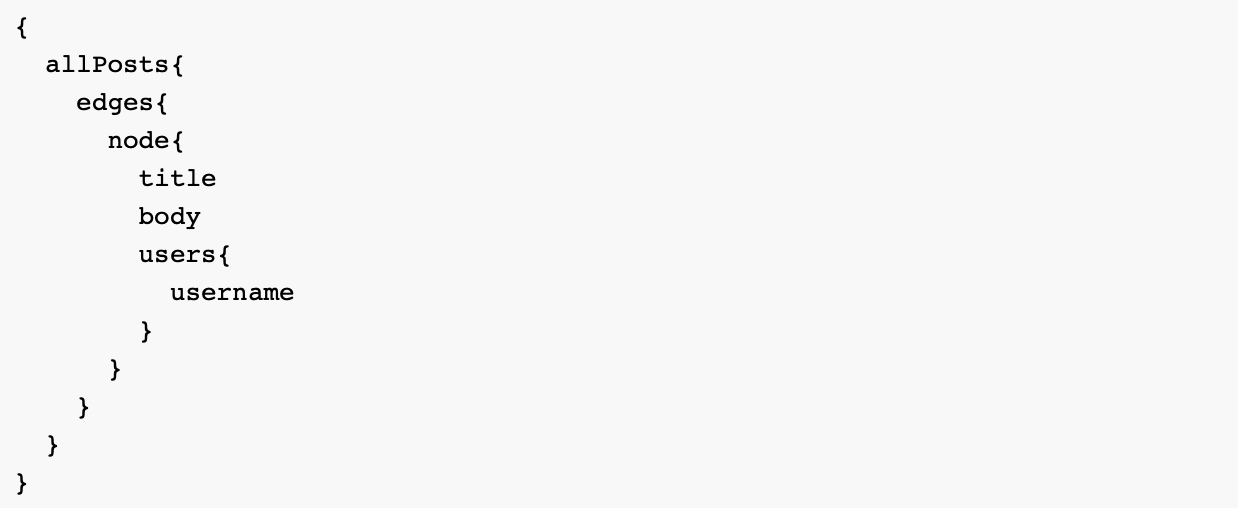 {
  allPosts{
    edges{
      node{
        title
        body
        users{
          username
        }
      }
    }
  }
}